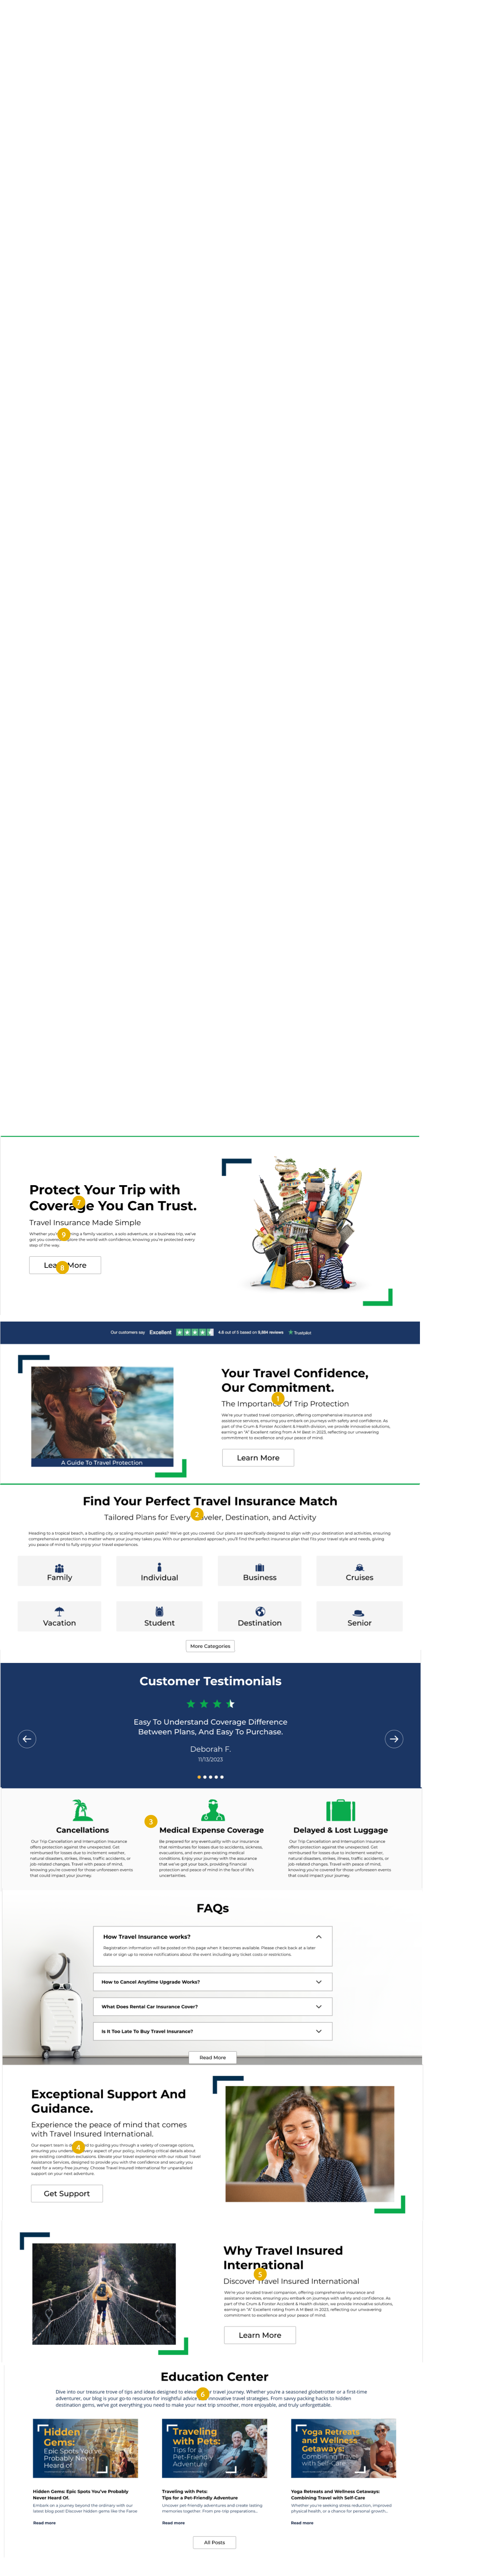 Protect Your Trip with
Coverage You Can Trust.
7
Travel Insurance Made Simple
Whether you're a family vacation, a solo adventure, or a business trip, we've
9
got you covered with confidence, knowing you're protected every
step of the way.
Learn More
8
Our customers say Excellent 4.6 out of 5 based on reviews Trustpilot
A Guide To Travel Protection
Your Travel Confidence,
Our Commitment.
1
The Importance Of Trip Protection
We're your trusted travel companion, offering comprehensive insurance and
assistance services, ensuring you embark on journeys with safety and confidence. As
part of the Crum & Forster Accident & Health division, we provide innovative solutions,
earning an "A" Excellent rating from A M Best in 2023, reflecting our unwavering
commitment to excellence and your peace of mind.
Learn More
Find Your Perfect Travel Insurance Match
Tailored Plans for Every Traveler, Destination, and Activity
2
Heading to a tropical beach, a bustling city, or scaling mountain peaks? We've got you covered. Our plans are specifically designed to align with your destination and activities, ensuring
comprehensive protection no matter where your journey takes you. With our personalized approach, you'll find the perfect insurance plan that fits your travel style and needs, giving
you peace of mind to fully enjoy your travel experiences.
Family
Individual
Business
Cruises
Vacation
Student
Destination
Senior
More Categories
Customer Testimonials
Easy To Understand Coverage Difference
Between Plans, And Easy To Purchase.
Deborah F.
11/13/2023
3
Cancellations
Our Trip Cancellation and Interruption insurance
offers protection against the unexpected. Get
reimbursed for losses due to inclement weather,
natural disasters, strikes, illness, traffic accidents, or
job-related changes. Travel with peace of mind,
knowing you're covered for those unforeseen events
that could impact your journey.
Medical Expense Coverage
Be prepared for any eventuality with our insurance
that reimburses for losses due to accidents, sickness,
evacuations, and even pre-existing medical
conditions. Enjoy your journey with the assurance
that we've got your back, providing financial
protection and peace of mind in the face of life's
uncertainties.
Delayed & Lost Luggage
Our Trip Cancellation and Interruption insurance
offers protection against the unexpected. Get
reimbursed for losses due to inclement weather,
natural disasters, strikes, illness, traffic accidents, or
job-related changes. Travel with peace of mind,
knowing you're covered for those unforeseen events
that could impact your journey.
FAQs
How Travel Insurance works?
Registration information will be posted on this page when it becomes available. Please check back at a later
date or sign up to receive notifications about the event including any ticket costs or restrictions.
How to Cancel Anytime Upgrade Works?
What Does Rental Car Insurance Cover?
Is It Too Late To Buy Travel Insurance?
Read More
Exceptional Support And
Guidance.
Experience the peace of mind that comes
with Travel Insured International.
Our expert team is to guiding you through a variety of coverage options,
4
ensuring you every aspect of your policy, including critical details about
pre existing condition exclusions. Elevate your travel experience with our robust Travel
Assistance Services, designed to provide you with the confidence and security you
need for a worry-free journey. Choose Travel Insured International for unparalleled
support on your next adventure.
Get Support
Why Travel Insured
International
5
Discover Travel Insured International
We're your trusted travel companion, offering comprehensive insurance and
assistance services, ensuring you embark on journeys with safety and confidence. As
part of the Crum & Forster Accident & Health division, we provide innovative solutions,
earning an "A" Excellent rating from A M Best in 2023, reflecting our unwavering
commitment to excellence and your peace of mind.
Learn More
Education Center
Dive into our treasure trove of tips and ideas designed to elevate your travel journey. Whether you're a seasoned globetrotter or a first-time
6
adventurer, our blog is your go-to resource for insightful advice innovative travel strategies. From savvy packing hacks to hidden
destination gems, we've got everything you need to make your next trip smoother, more enjoyable, and truly unforgettable.
Hidden
Gems:
Epic Spots You've
Probably Never
Heard of
Traveling
with Pets:
Tips for a
Pet-Friendly
Adventure
Yoga Retreats
and Wellness
Getaways:
Combining Travel
with Self-Care
Hidden Gems: Epic Spots You've Probably
Never Heard Of.
Embark on a journey beyond the ordinary with our
latest blog post Discover hidden gems like the Faroe
Read more
Traveling with Pets:
Tips for a Pet-Friendly Adventure
Uncover pet-friendly adventures and create lasting
memories together. From pre-trip preparations...
Read more
Yoga Retreats and Wellness Getaways:
Combining Travel with Self-Care
Whether you're seeking stress reduction, improved
physical health, or a chance for personal growth...
Read more
All Posts